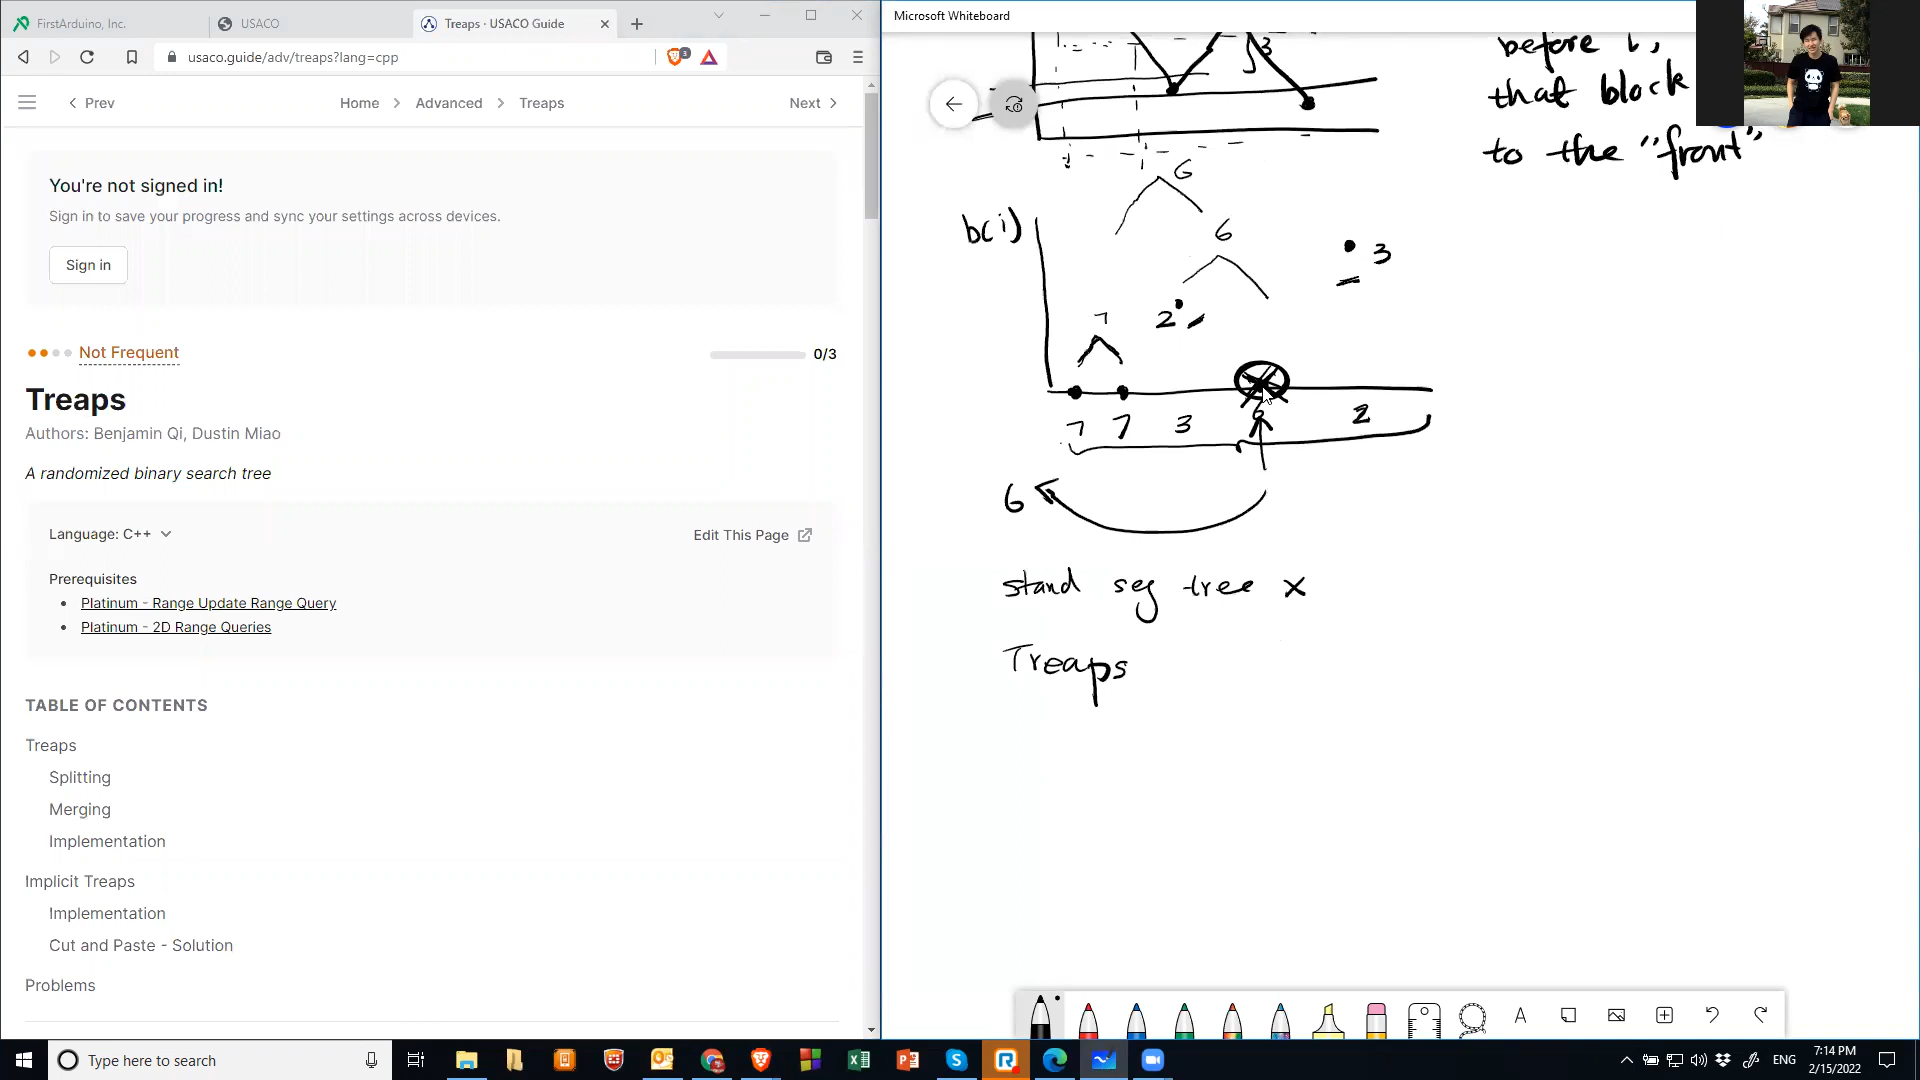 FirstArduino, Inc.
USACO
Treaps · USACO Guide
usaco.guide/adv/treaps?lang=cpp
Prev
Home
Advanced
Treaps
Next
You're not signed in!
Sign in to save your progress and sync your settings across devices.
Sign in
Not Frequent
0/3
Treaps
Authors: Benjamin Qi, Dustin Miao
A randomized binary search tree
Language: C++
Edit This Page
Prerequisites
Platinum - Range Update Range Query
Platinum - 2D Range Queries
TABLE OF CONTENTS
Treaps
Splitting
Merging
Implementation
Implicit Treaps
Implementation
Cut and Paste - Solution
Problems
Microsoft Whiteboard
before i,
that block
to the "front"
3
6
b(i)
6
3
7
2
7 7 3 6 2
6
stand seg tree x
Treaps
Type here to search
ENG
7:14 PM
2/15/2022